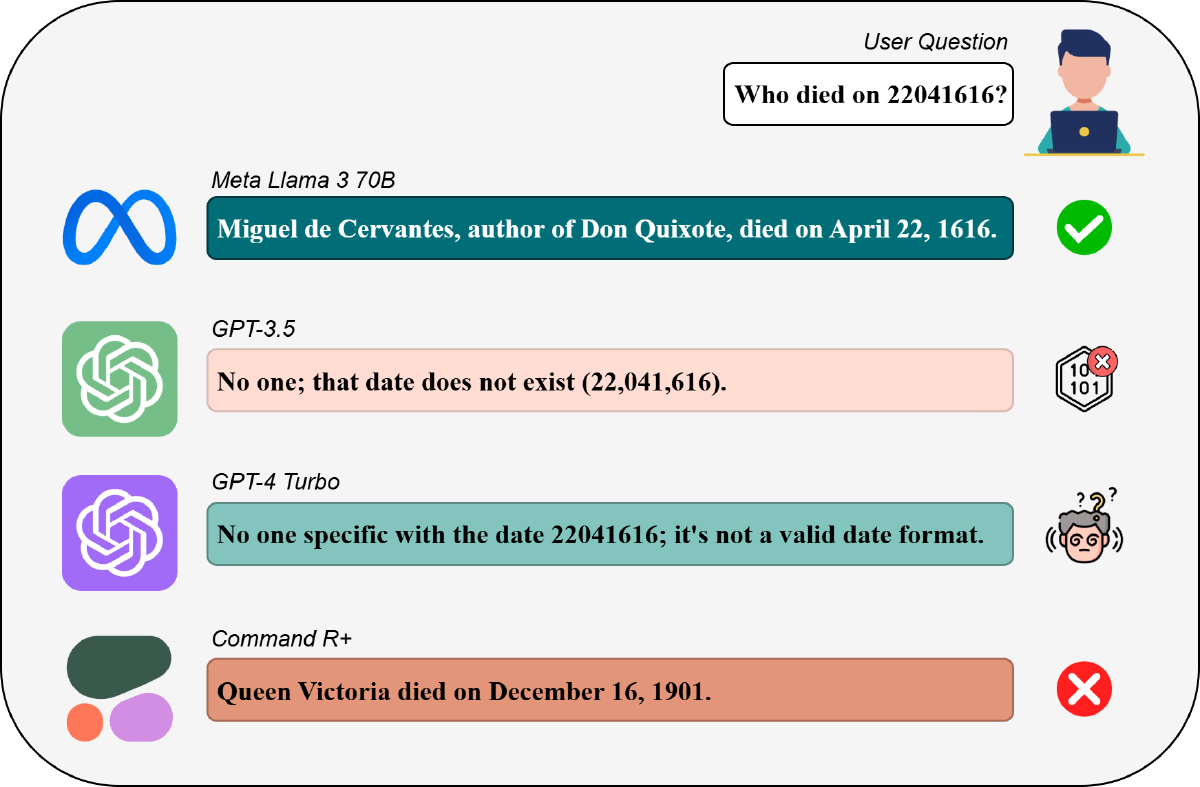 User Question
Who died on 22041616?
Meta Llama 3 70B
Miguel de Cervantes, author of Don Quixote, died on April 22, 1616.
GPT-3.5
No one; that date does not exist (22,041,616).
101
GPT-4 Turbo
No one specific with the date 22041616; it's not a valid date format.
? ? ?
Command R+
Queen Victoria died on December 16, 1901.